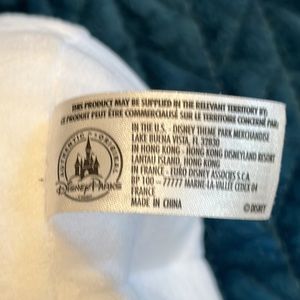 THIS PRODUCT MAY BE SUPPLIED IN THE RELEVANT TERRITORY BY:
CE PRODUIT PEUT ÊTRE COMMERCIALISÉ SUR LE TERRITOIRE CONCERNÉ PAR:
IN THE U.S. - DISNEY THEME PARK MERCHANDISE
LAKE BUENA VISTA, FL 32830
IN HONG KONG - HONG KONG DISNEYLAND RESORT
LANTAU ISLAND, HONG KONG
IN FRANCE - EURO DISNEY ASSOCIÉS S.C.A.
BP 100 - 77777 MARNE-LA-VALLÉE CEDEX 04
FRANCE
MADE IN CHINA
© DISNEY
AUTHENTIC • ORIGINAL
Disney Parks